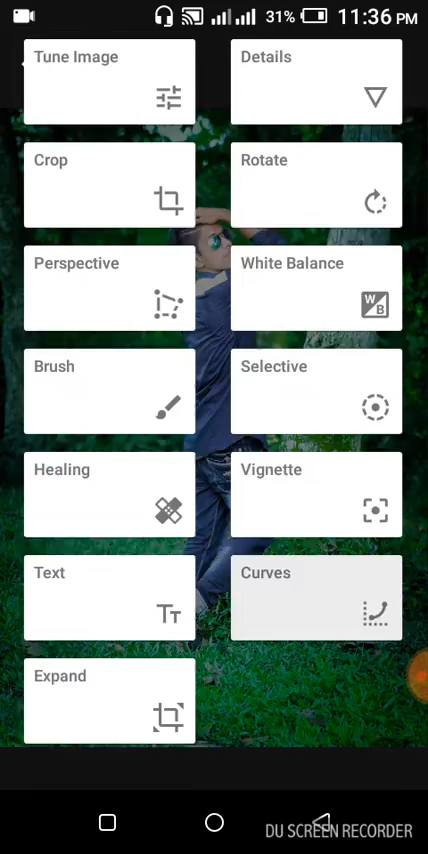 31% 11:36 PM
Tune Image
Details
Crop
Rotate
Perspective
White Balance
W
B
Brush
Selective
Healing
Vignette
Text
Curves
TT
Expand
DU SCREEN RECORDER